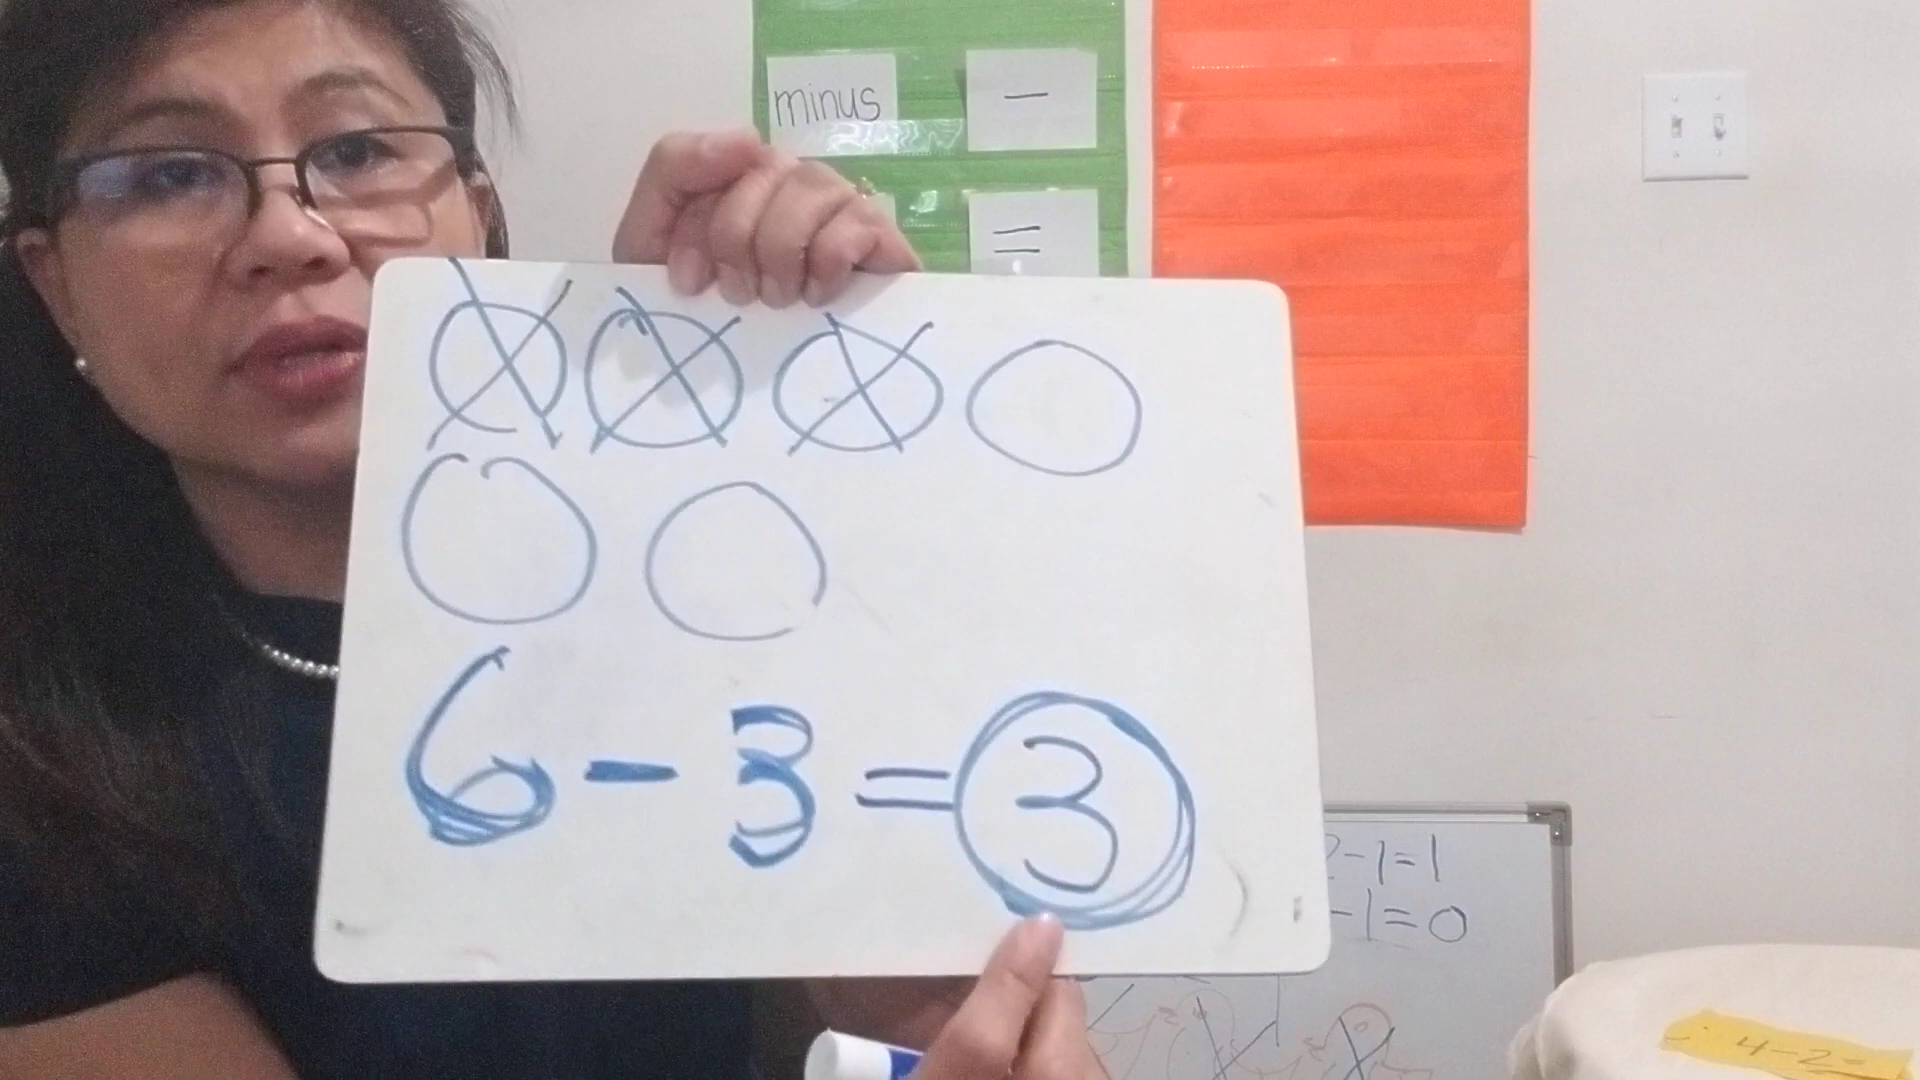 minus −
=
6 − 3 = 3
2-1=1
-1=0
4-2=